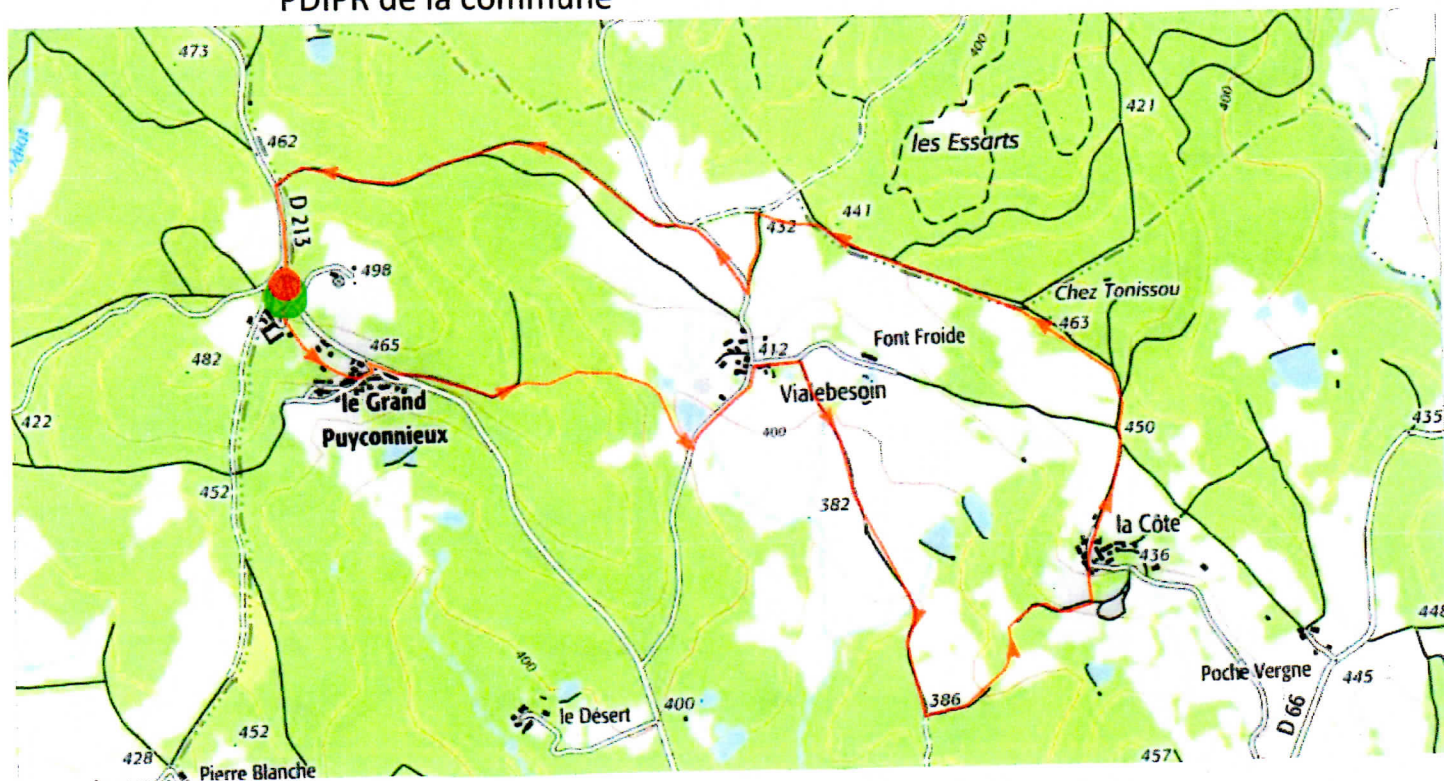 PDIPR de la commune
473
400
421
400
462
les Essarts
D 213
432
441
498
Chez Tonissou
463
465
482
412
Font Froide
le Grand
Puyconnieux
Vialebesoin
422
400
450
435
452
382
la Côte
436
448
400
386
Poche Vergne
445
le Désert
400
D 66
452
428
Pierre Blanche
457